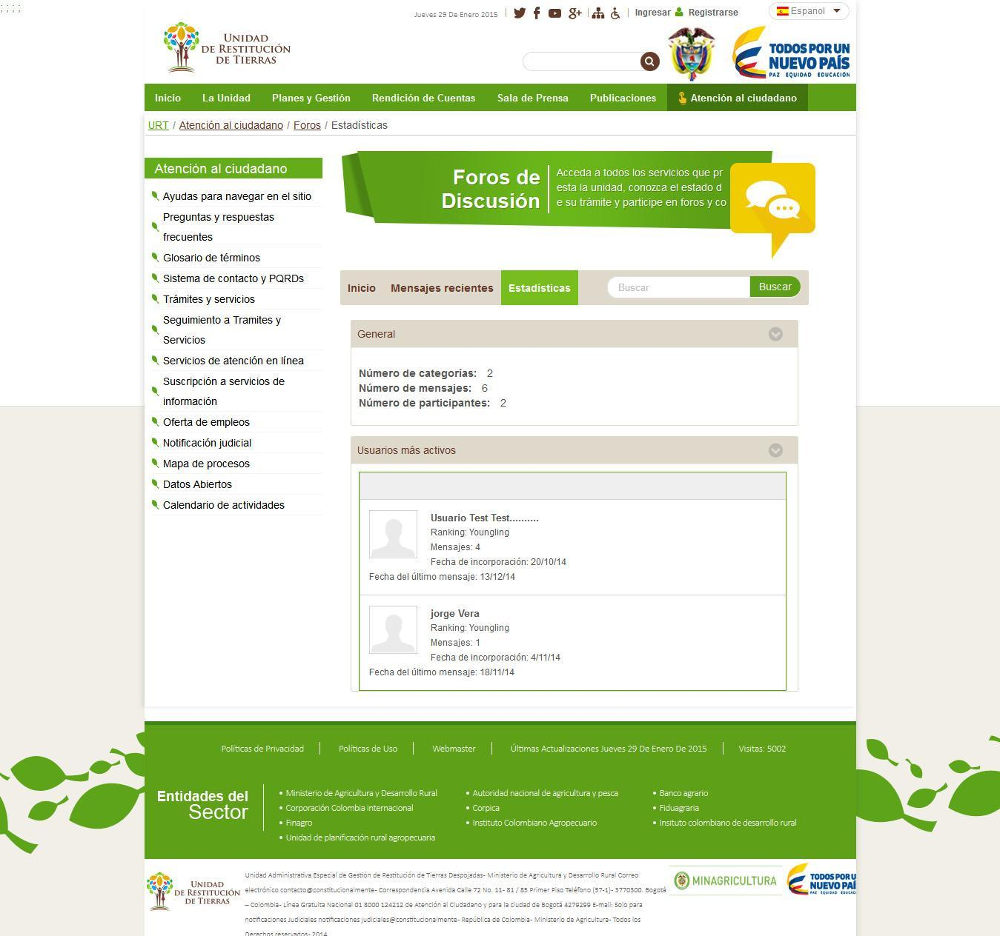 ; ; ; ;
Jueves 29 De Enero 2015
Ingresar
Registrarse
Espanol
UNIDAD
DE RESTITUCIÓN
DE TIERRAS
TODOS POR UN
NUEVO PAÍS
PAZ EQUIDAD EDUCACIÓN
Inicio La Unidad Planes y Gestión Rendición de Cuentas Sala de Prensa Publicaciones Atención al ciudadano
URT / Atención al ciudadano / Foros / Estadísticas
Atención al ciudadano
Ayudas para navegar en el sitio
Preguntas y respuestas
frecuentes
Glosario de términos
Sistema de contacto y PQRDs
Trámites y servicios
Seguimiento a Tramites y
Servicios
Servicios de atención en línea
Suscripción a servicios de
información
Oferta de empleos
Notificación judicial
Mapa de procesos
Datos Abiertos
Calendario de actividades
Foros de
Discusión
Acceda a todos los servicios que pr
esta la unidad, conozca el estado d
e su trámite y participe en foros y co
Inicio Mensajes recientes Estadísticas Buscar Buscar
General
Número de categorías: 2
Número de mensajes: 6
Número de participantes: 2
Usuarios más activos
Usuario Test Test..........
Ranking: Youngling
Mensajes: 4
Fecha de incorporación: 20/10/14
Fecha del último mensaje: 13/12/14
jorge Vera
Ranking: Youngling
Mensajes: 1
Fecha de incorporación: 4/11/14
Fecha del último mensaje: 18/11/14
Políticas de Privacidad Políticas de Uso Webmaster Últimas Actualizaciones Jueves 29 De Enero De 2015 Visitas: 5002
Entidades del
Sector
• Ministerio de Agricultura y Desarrollo Rural
• Corporación Colombia internacional
• Finagro
• Unidad de planificación rural agropecuaria
• Autoridad nacional de agricultura y pesca
• Corpica
• Instituto Colombiano Agropecuario
• Banco agrario
• Fiduagraria
• Insituto colombiano de desarrollo rural
UNIDAD
DE RESTITUCIÓN
DE TIERRAS
Unidad Administrativa Especial de Gestión de Restitución de Tierras Despojadas- Ministerio de Agricultura y Desarrollo Rural Correo
electrónico contacto@constitucionalmente- Correspondencia Avenida Calle 72 No. 11- 81 / 85 Primer Piso Teléfono (57-1)- 3770300. Bogotá
– Colombia- Línea Gratuita Nacional 01 8000 124212 de Atención al Ciudadano y para la ciudad de Bogotá 4279299 E-mail: Solo para
notificaciones Judiciales notificaciones judiciales@constitucionalmente- República de Colombia- Ministerio de Agricultura- Todos los
Derechos reservados- 2014
MINAGRICULTURA
TODOS POR U
NUEVO PAÍ
PAZ EQUIDAD EDUCAC